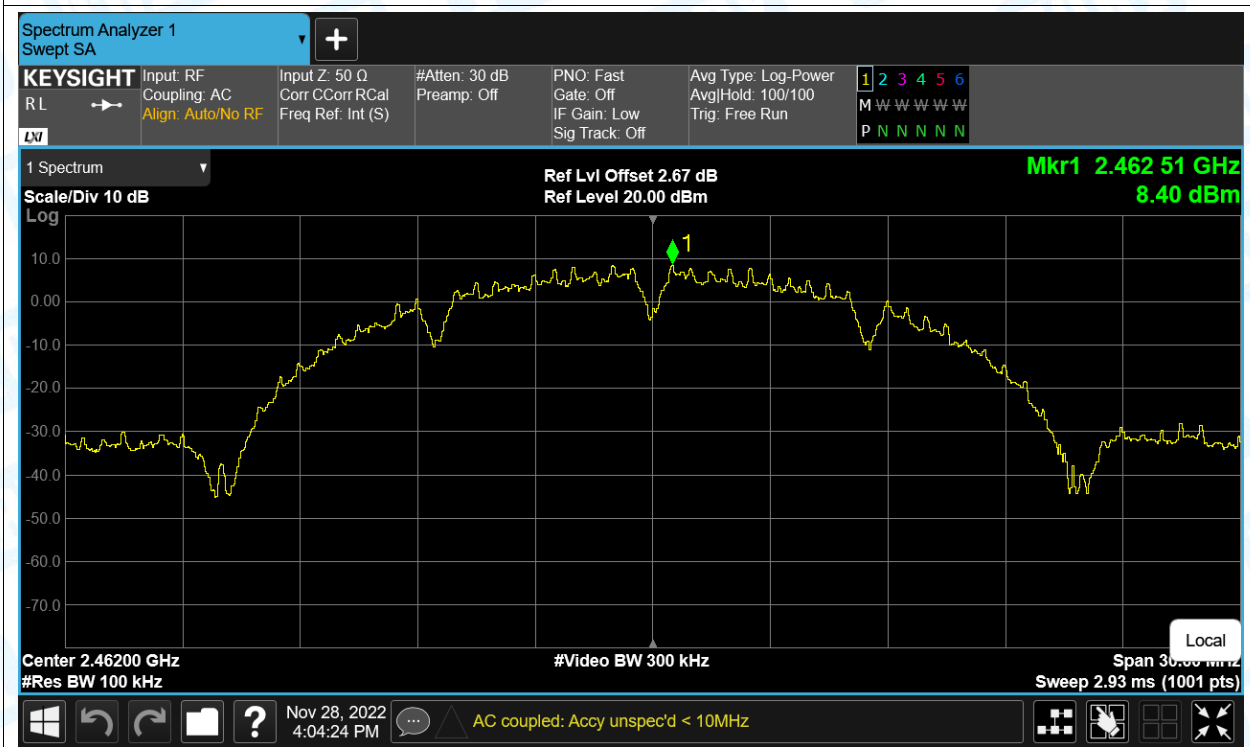 Spectrum Analyzer 1
Swept SA
KEYSIGHT
RL
LXI
Input: RF
Coupling: AC
Align: Auto/No RF
Input Z: 50 Ω
Corr CCorr RCal
Freq Ref: Int (S)
#Atten: 30 dB
Preamp: Off
PNO: Fast
Gate: Off
IF Gain: Low
Sig Track: Off
Avg Type: Log-Power
Avg|Hold: 100/100
Trig: Free Run
1 2 3 4 5 6
M W W W W W
P N N N N N
1 Spectrum
Scale/Div 10 dB
Log
Ref Lvl Offset 2.67 dB
Ref Level 20.00 dBm
Mkr1 2.462 51 GHz
8.40 dBm
1
10.0
0.00
-10.0
-20.0
-30.0
-40.0
-50.0
-60.0
-70.0
Local
Center 2.46200 GHz
#Res BW 100 kHz
#Video BW 300 kHz
Span 30.00 MHz
Sweep 2.93 ms (1001 pts)
?
Nov 28, 2022
4:04:24 PM
AC coupled: Accy unspec'd < 10MHz